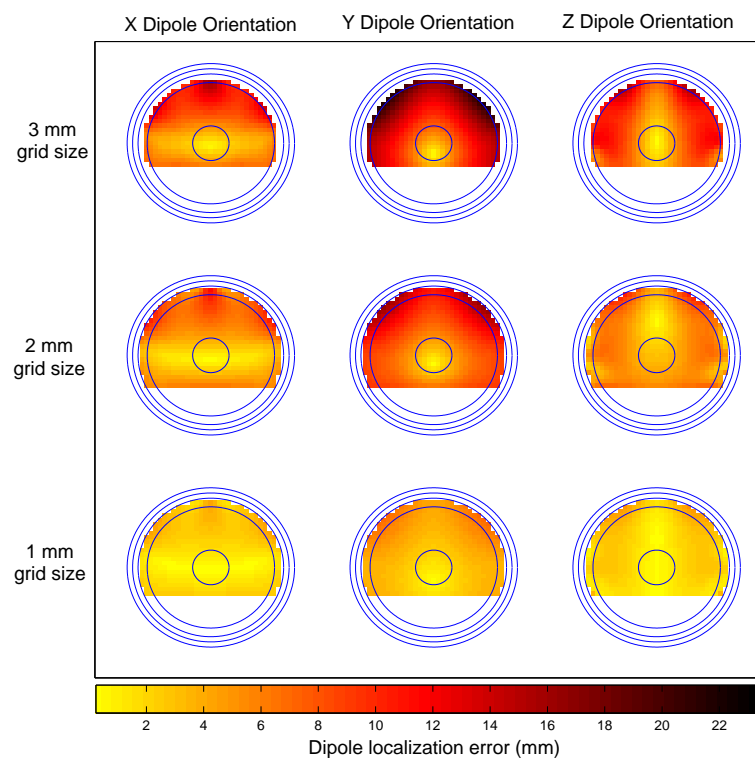 X Dipole Orientation Y Dipole Orientation Z Dipole Orientation
3 mm
grid size
2 mm
grid size
1 mm
grid size
2 4 6 8 10 12 14 16 18 20 22
Dipole localization error (mm)